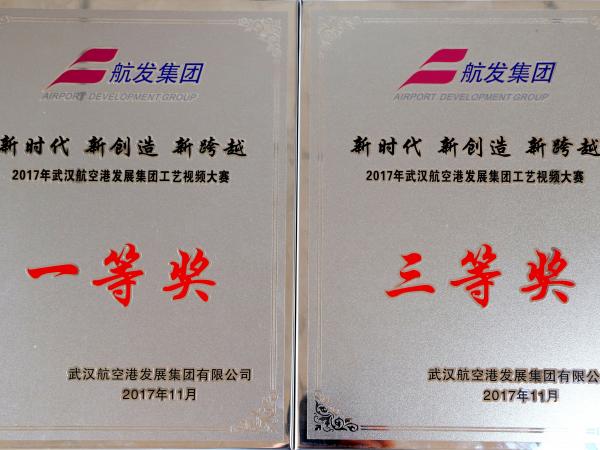 航发集团
AIRPORT DEVELOPMENT GROUP
新时代 新创造 新跨越
2017年武汉航空港发展集团工艺视频大赛
一等奖
武汉航空港发展集团有限公司
2017年11月
航发集团
AIRPORT DEVELOPMENT GROUP
新时代 新创造 新跨越
2017年武汉航空港发展集团工艺视频大赛
三等奖
武汉航空港发展集团有限公
2017年11月